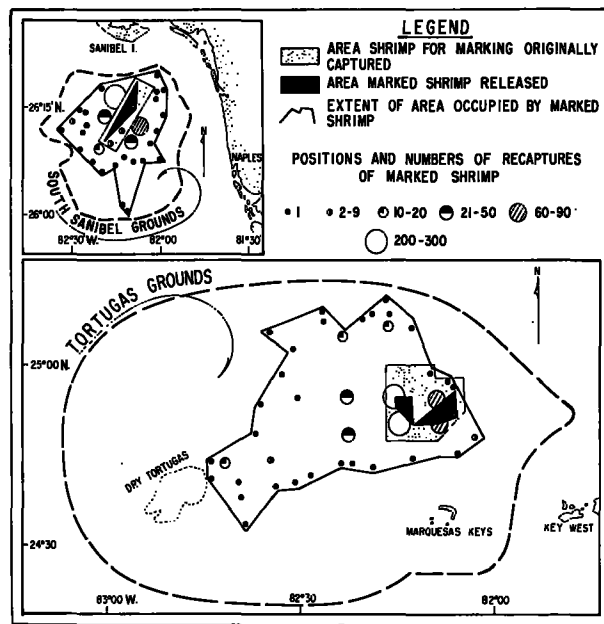 SANIBEL I.
26°15' N.
N
NAPLES
SOUTH SANIBEL GROUNDS
26°00'
82°30' W.
82°00'
81°30'
LEGEND
AREA SHRIMP FOR MARKING ORIGINALLY
CAPTURED
AREA MARKED SHRIMP RELEASED
EXTENT OF AREA OCCUPIED BY MARKED
SHRIMP
POSITIONS AND NUMBERS OF RECAPTURES
OF MARKED SHRIMP
1
2-9
10-20
21-50
60-90
200-300
TORTUGAS GROUNDS
N
25°00 N.
DRY TORTUGAS
MARQUESAS KEYS
KEY WEST
24°30'
83°00 W.
82°30'
82°00